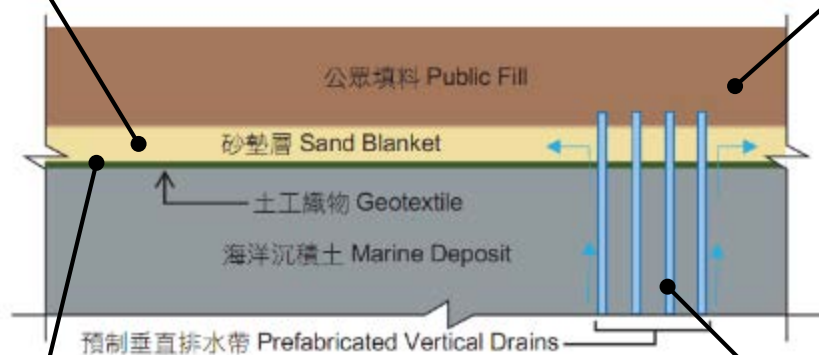 公眾填料 Public Fill
砂墊層 Sand Blanket
土工織物 Geotextile
海洋沉積土 Marine Deposit
預制垂直排水帶 Prefabricated Vertical Drains